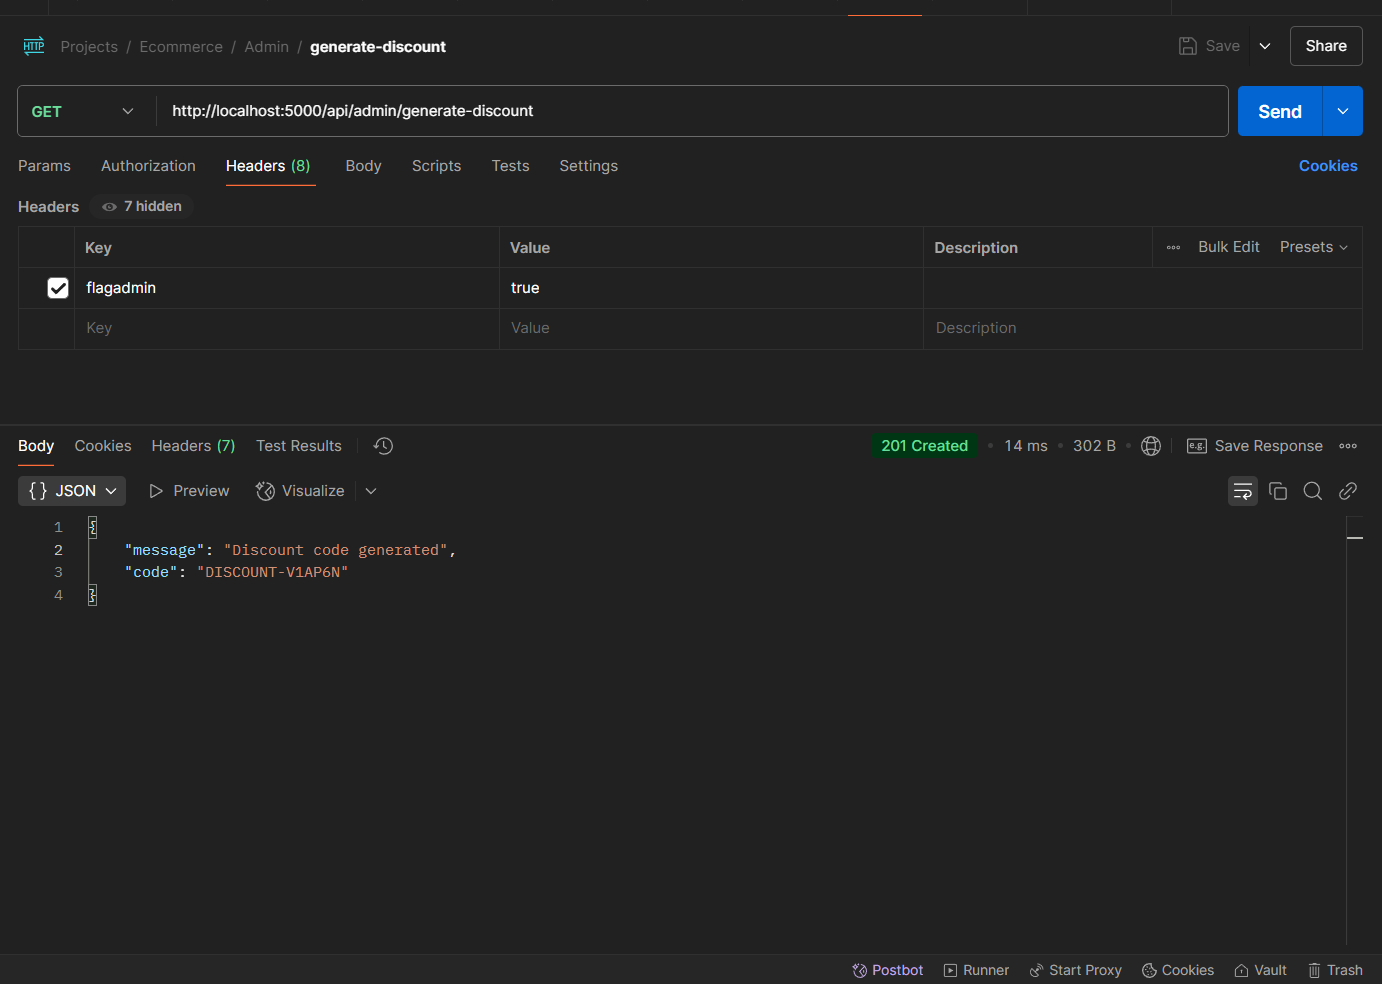 HTTP Projects / Ecommerce / Admin / generate-discount Save Share
GET http://localhost:5000/api/admin/generate-discount Send
Params Authorization Headers (8) Body Scripts Tests Settings Cookies
Headers 7 hidden
Key Value Description Bulk Edit Presets
flagadmin true
Key Value Description
Body Cookies Headers (7) Test Results 201 Created • 14 ms • 302 B • e.g. Save Response
{} JSON Preview Visualize
1 {
2 "message": "Discount code generated",
3 "code": "DISCOUNT-V1AP6N"
4 }
Postbot Runner Start Proxy Cookies Vault Trash